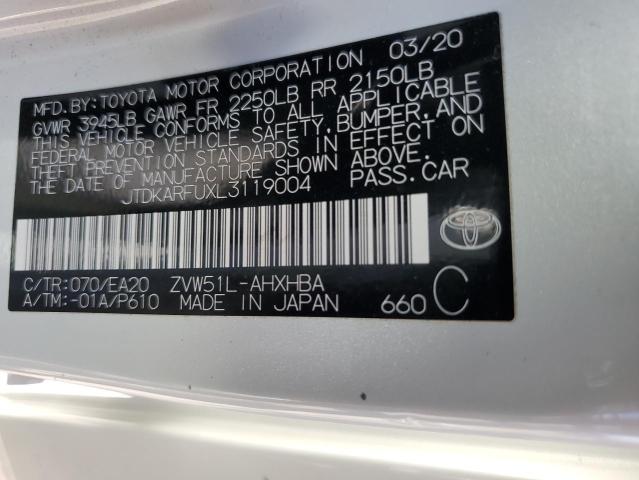 MFD.BY:TOYOTA MOTOR CORPORATION 03/20
GVWR 3945LB GAWR FR 2250LB RR 2150LB
THIS VEHICLE CONFORMS TO ALL APPLICABLE
FEDERAL MOTOR VEHICLE SAFETY,BUMPER,AND
THEFT PREVENTION STANDARDS IN EFFECT ON
THE DATE OF MANUFACTURE SHOWN ABOVE.
JTDKARFUXL3119004 PASS.CAR
C/TR:070/EA20 ZVW51L-AHXHBA
A/TM:-01A/P610 MADE IN JAPAN 660 C